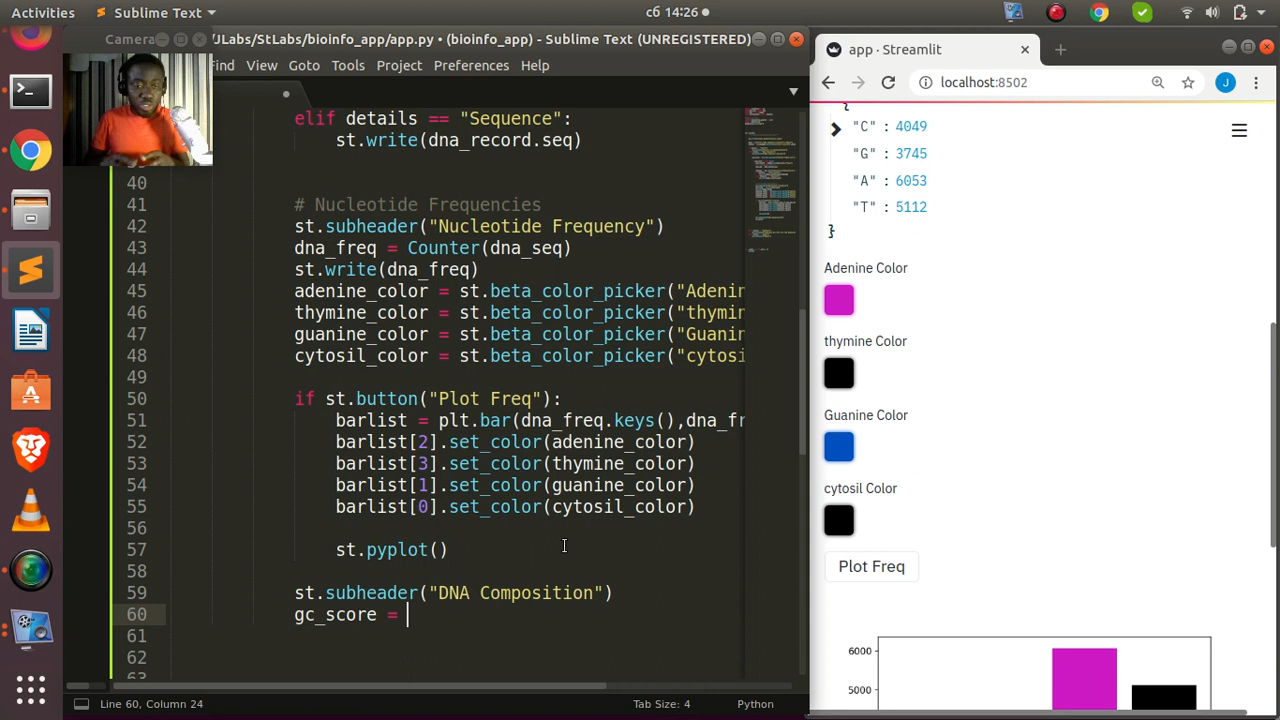 Activities
Sublime Text
сб 14:26
Camera
/JLabs/StLabs/bioinfo_app/app.py • (bioinfo_app) - Sublime Text (UNREGISTERED)
Find View Goto Tools Project Preferences Help
elif details == "Sequence":
st.write(dna_record.seq)
40
41 # Nucleotide Frequencies
42 st.subheader("Nucleotide Frequency")
43 dna_freq = Counter(dna_seq)
44 st.write(dna_freq)
45 adenine_color = st.beta_color_picker("Adenin
46 thymine_color = st.beta_color_picker("thymin
47 guanine_color = st.beta_color_picker("Guanin
48 cytosil_color = st.beta_color_picker("cytosi
49
50 if st.button("Plot Freq"):
51 barlist = plt.bar(dna_freq.keys(),dna_fr
52 barlist[2].set_color(adenine_color)
53 barlist[3].set_color(thymine_color)
54 barlist[1].set_color(guanine_color)
55 barlist[0].set_color(cytosil_color)
56
57 st.pyplot()
58
59 st.subheader("DNA Composition")
60 gc_score =
61
62
63
Line 60, Column 24
Tab Size: 4
Python
app · Streamlit
localhost:8502
J
{
"C" : 4049
"G" : 3745
"A" : 6053
"T" : 5112
}
Adenine Color
thymine Color
Guanine Color
cytosil Color
Plot Freq
6000
5000